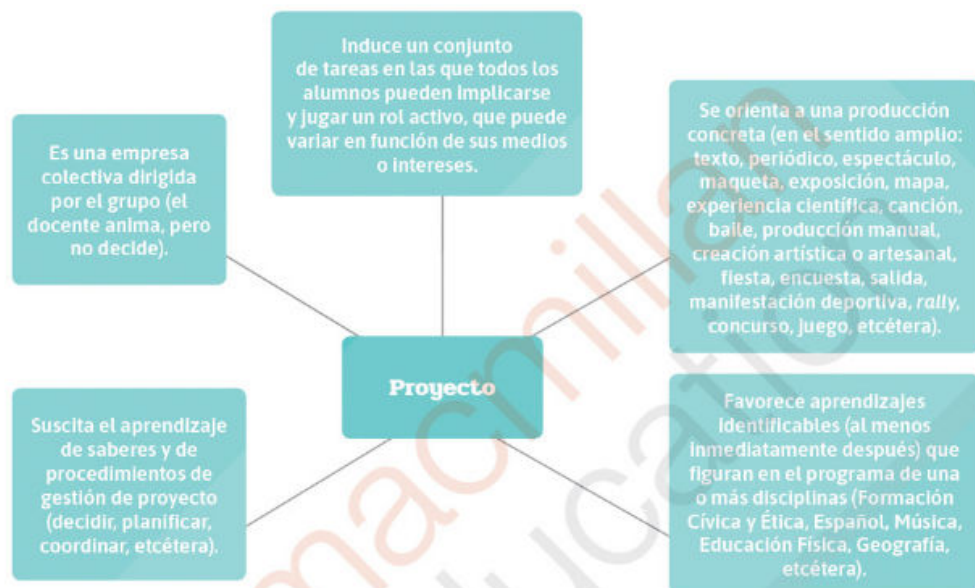 Induce un conjunto
de tareas en las que todos los
alumnos pueden implicarse
y jugar un rol activo, que puede
variar en función de sus medios
o intereses.
Es una empresa
colectiva dirigida
por el grupo (el
docente anima, pero
no decide).
Se orienta a una producción
concreta (en el sentido amplio:
texto, periódico, espectáculo,
maqueta, exposición, mapa,
experiencia científica, canción,
baile, producción manual,
creación artística o artesanal,
fiesta, encuesta, salida,
manifestación deportiva, rally,
concurso, juego, etcétera).
Proyecto
Suscita el aprendizaje
de saberes y de
procedimientos de
gestión de proyecto
(decidir, planificar,
coordinar, etcétera).
Favorece aprendizajes
identificables (al menos
inmediatamente después) que
figuran en el programa de una
o más disciplinas (Formación
Cívica y Ética, Español, Música,
Educación Física, Geografía,
etcétera).
macmillan
education